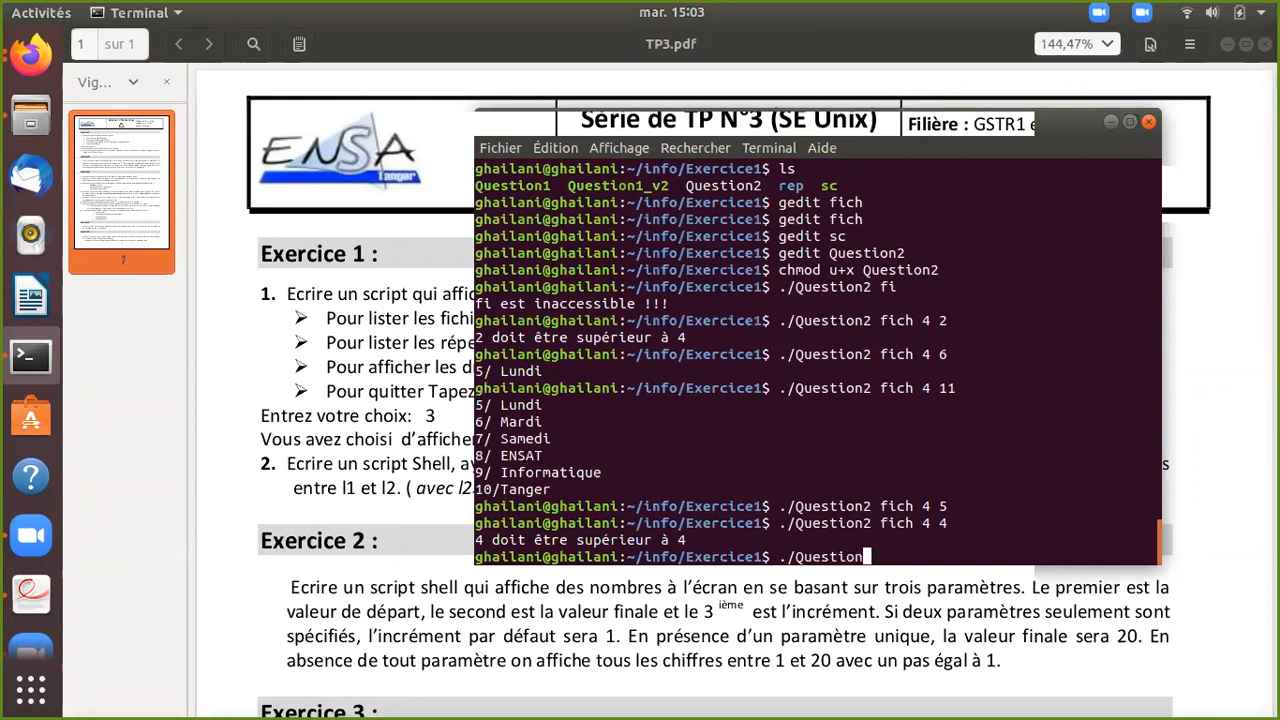 Activités
Terminal
mar. 15:03
1
sur 1
TP3.pdf
144,47%
Vig...
1
ENSA
Tanger
Série de TP N°3 (SE Unix)
Filière : GSTR1
Exercice 1 :
1. Ecrire un script qui affic
➢ Pour lister les fichi
➢ Pour lister les répe
➢ Pour afficher les d
➢ Pour quitter Tapez
Entrez votre choix: 3
Vous avez choisi d'afficher
2. Ecrire un script Shell, ay
entre l1 et l2. ( avec l2
Exercice 2 :
Ecrire un script shell qui affiche des nombres à l'écran en se basant sur trois paramètres. Le premier est la
valeur de départ, le second est la valeur finale et le 3 ième est l'incrément. Si deux paramètres seulement sont
spécifiés, l'incrément par défaut sera 1. En présence d'un paramètre unique, la valeur finale sera 20. En
absence de tout paramètre on affiche tous les chiffres entre 1 et 20 avec un pas égal à 1.
Exercice 3 :
Fichier Édition Affichage Rechercher Terminal Aide
ghailani@ghailani:~/info/Exercice1$ ls
Question1 Question1_v2 Question2 rep sc
ghailani@ghailani:~/info/Exercice1$ gedit fich
ghailani@ghailani:~/info/Exercice1$ gedit fich
ghailani@ghailani:~/info/Exercice1$ gedit sc
ghailani@ghailani:~/info/Exercice1$ gedit Question2
ghailani@ghailani:~/info/Exercice1$ chmod u+x Question2
ghailani@ghailani:~/info/Exercice1$ ./Question2 fi
fi est inaccessible !!!
ghailani@ghailani:~/info/Exercice1$ ./Question2 fich 4 2
2 doit être supérieur à 4
ghailani@ghailani:~/info/Exercice1$ ./Question2 fich 4 6
5/ Lundi
ghailani@ghailani:~/info/Exercice1$ ./Question2 fich 4 11
5/ Lundi
6/ Mardi
7/ Samedi
8/ ENSAT
9/ Informatique
10/Tanger
ghailani@ghailani:~/info/Exercice1$ ./Question2 fich 4 5
ghailani@ghailani:~/info/Exercice1$ ./Question2 fich 4 4
4 doit être supérieur à 4
ghailani@ghailani:~/info/Exercice1$ ./Question